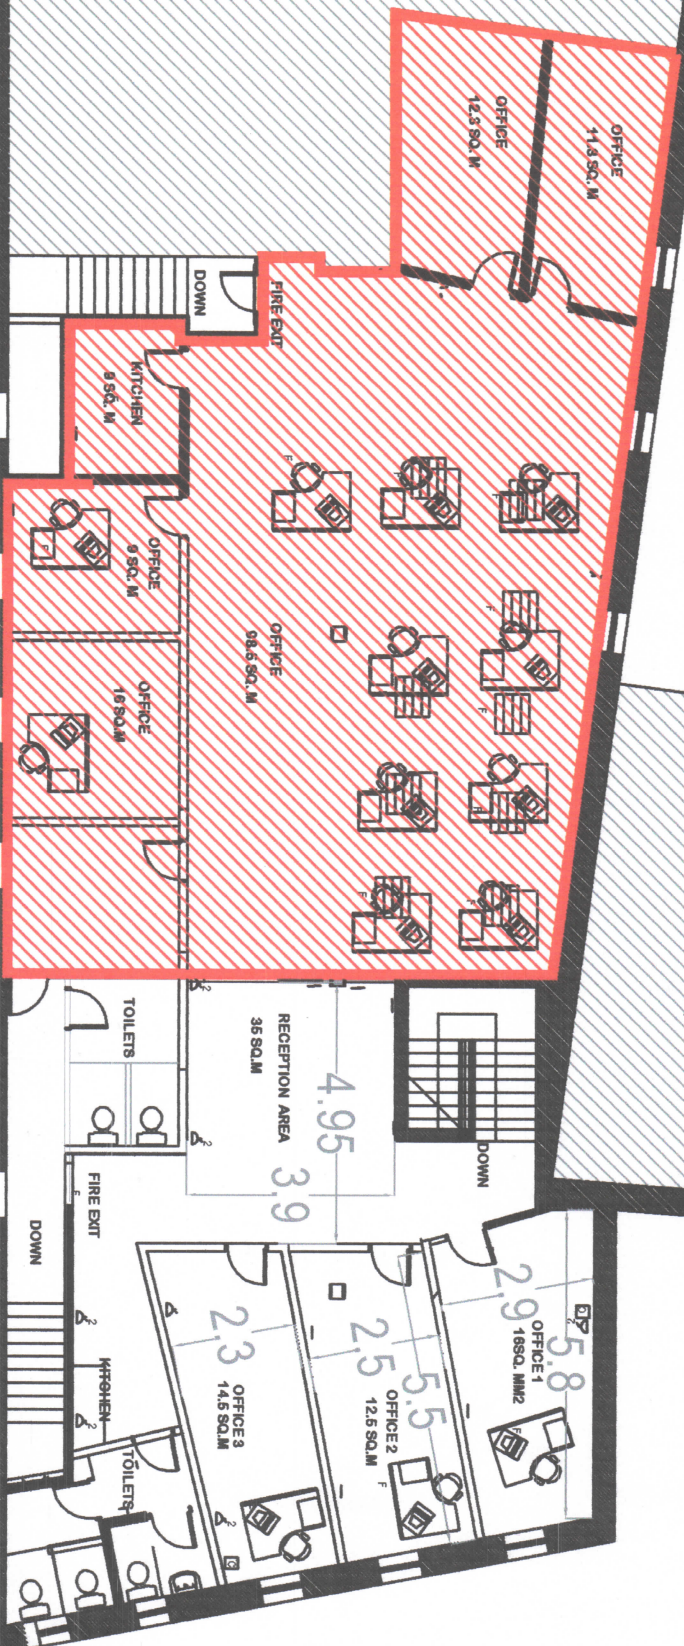 OFFICE
11.3 SQ. M
OFFICE
12.3 SQ. M
DOWN
FIRE EXIT
KITCHEN
9 SQ. M
OFFICE
9 SQ. M
OFFICE
98.5 SQ. M
OFFICE
16 SQ.M
TOILETS
RECEPTION AREA
35 SQ.M
4.95
3.9
DOWN
FIRE EXIT
DOWN
2.9
5.8
OFFICE 1
16SQ. MM2
2.5
5.5
OFFICE 2
12.5 SQ.M
2.3
OFFICE 3
14.5 SQ.M
KITCHEN
TOILETS